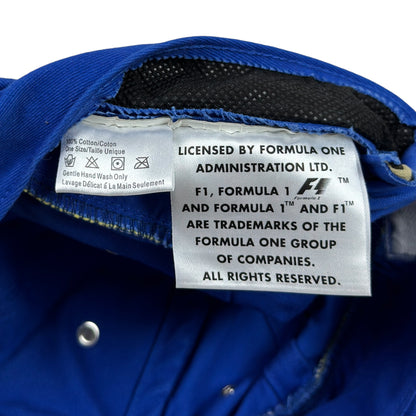 100% Cotton/Coton
One Size/Taille Unique
Gentle Hand Wash Only
Lavage Délicat À La Main Seulement
LICENSED BY FORMULA ONE
ADMINISTRATION LTD.
F1, FORMULA 1 F1 Formula 1 ™
AND FORMULA 1™ AND F1™
ARE TRADEMARKS OF THE
FORMULA ONE GROUP
OF COMPANIES.
ALL RIGHTS RESERVED.